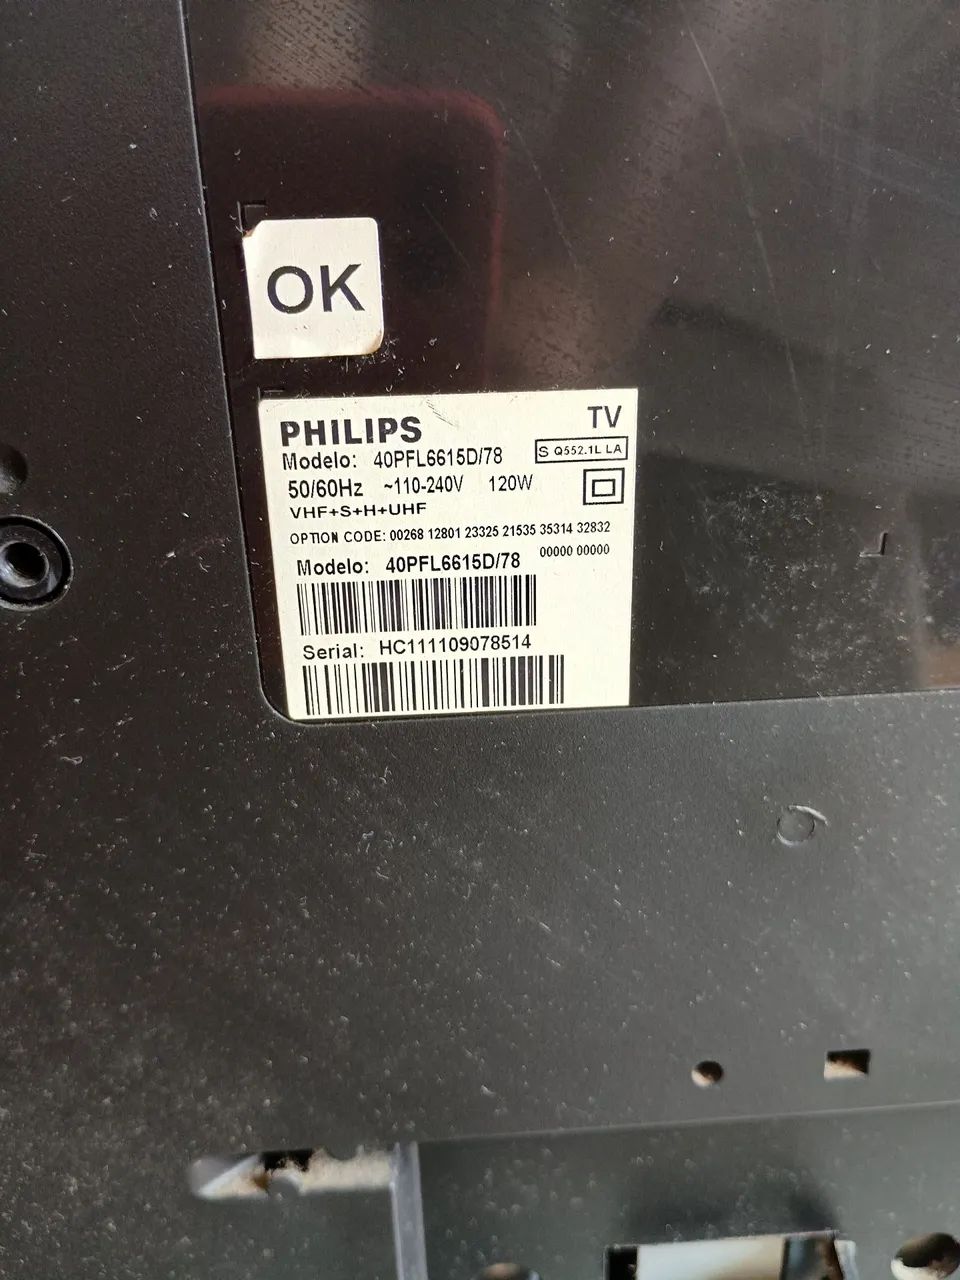 OK
PHILIPS TV
Modelo: 40PFL6615D/78 S Q552.1L LA
50/60Hz ~110-240V 120W
VHF+S+H+UHF
OPTION CODE: 00268 12801 23325 21535 35314 32832
00000 00000
Modelo: 40PFL6615D/78
Serial: HC111109078514